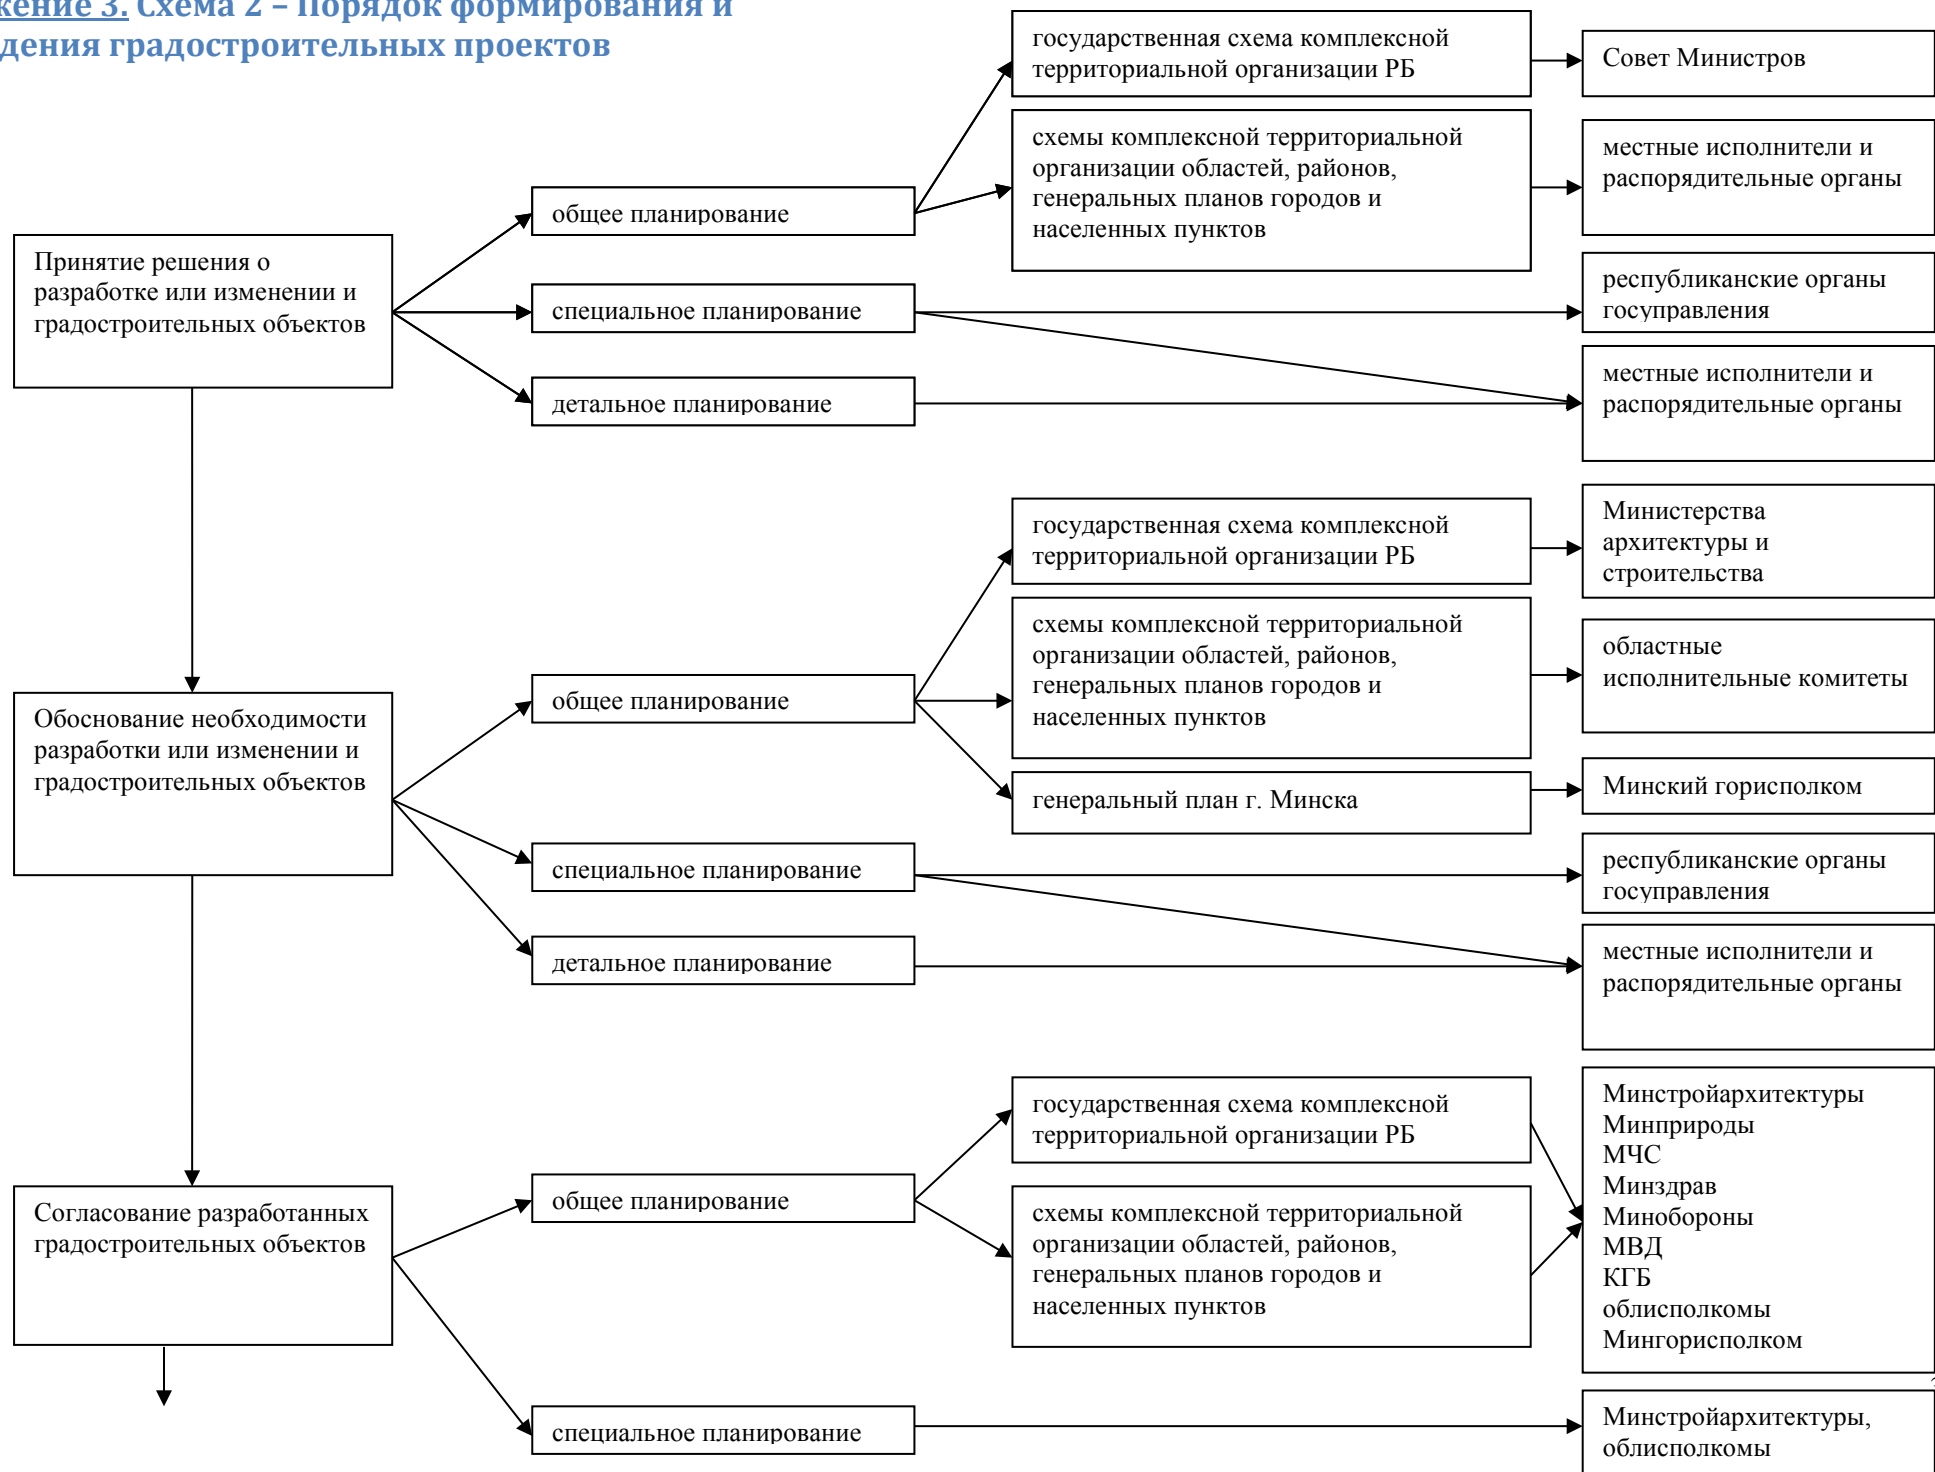 жение 3. Схема 2 – Порядок формирования и
дения градостроительных проектов
государственная схема комплексной
территориальной организации РБ
Совет Министров
схемы комплексной территориальной
организации областей, районов,
генеральных планов городов и
населенных пунктов
местные исполнители и
распорядительные органы
общее планирование
Принятие решения о
разработке или изменении и
градостроительных объектов
специальное планирование
республиканские органы
госуправления
детальное планирование
местные исполнители и
распорядительные органы
государственная схема комплексной
территориальной организации РБ
Министерства
архитектуры и
строительства
схемы комплексной территориальной
организации областей, районов,
генеральных планов городов и
населенных пунктов
областные
исполнительные комитеты
общее планирование
Обоснование необходимости
разработки или изменении и
градостроительных объектов
генеральный план г. Минска
Минский горисполком
специальное планирование
республиканские органы
госуправления
детальное планирование
местные исполнители и
распорядительные органы
государственная схема комплексной
территориальной организации РБ
Минстройархитектуры
Минприроды
МЧС
Минздрав
Минобороны
МВД
КГБ
облисполкомы
Мингорисполком
общее планирование
Согласование разработанных
градостроительных объектов
схемы комплексной территориальной
организации областей, районов,
генеральных планов городов и
населенных пунктов
специальное планирование
Минстройархитектуры,
облисполкомы